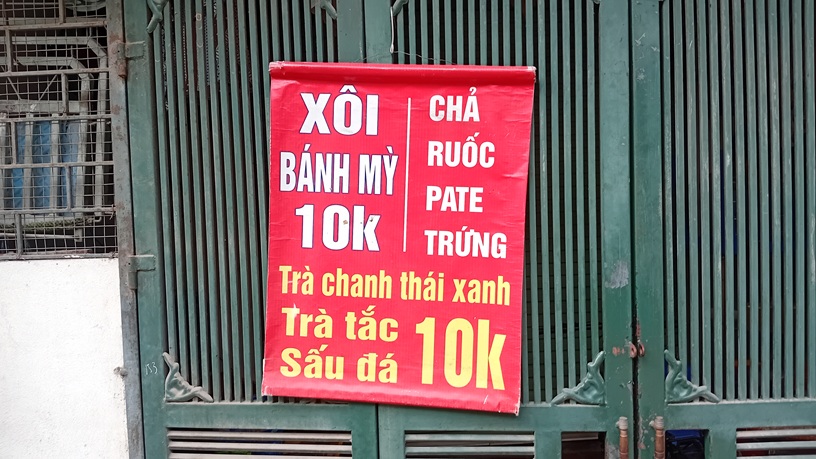 XÔI
BÁNH MỲ
10k
CHẢ
RUỐC
PATE
TRỨNG
Trà chanh thái xanh
Trà tắc
Sấu đá
10k